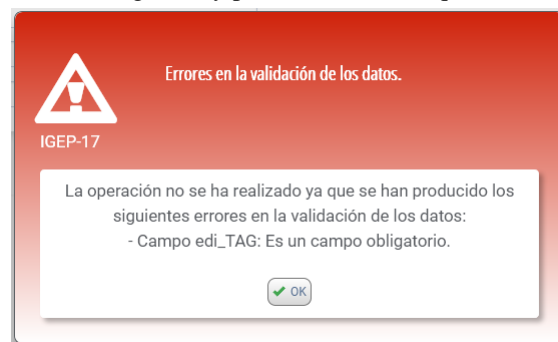 Errores en la validación de los datos.
IGEP-17
La operación no se ha realizado ya que se han producido los
siguientes errores en la validación de los datos:
- Campo edi_TAG: Es un campo obligatorio.
OK